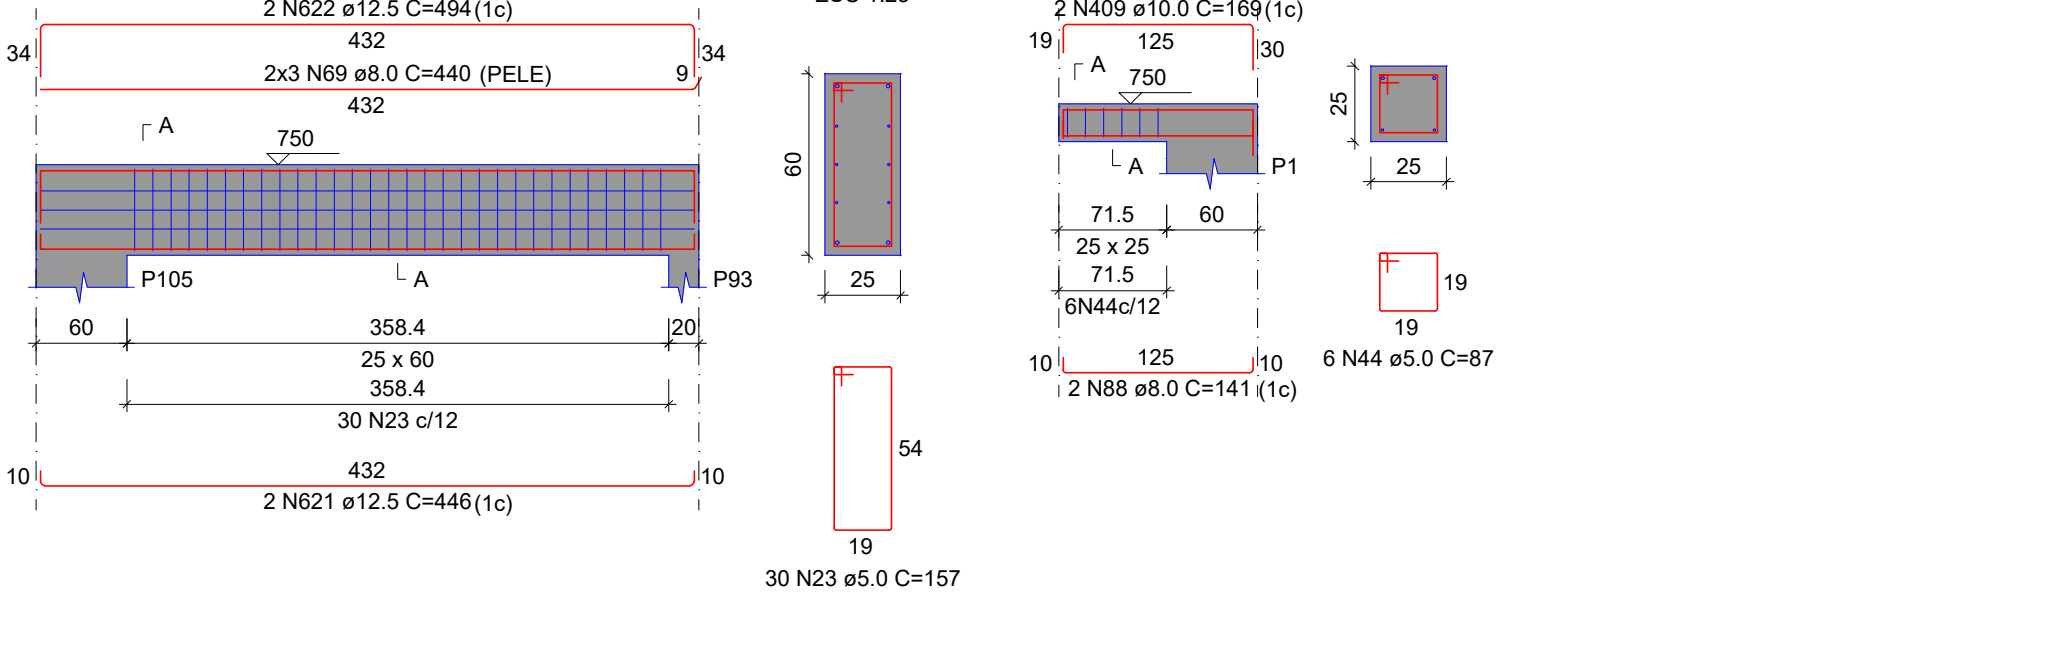 2 N622 ø12.5 C=494 (1c)
34
432
34
2x3 N69 ø8.0 C=440 (PELE)
9
432
A
750
P105
A
P93
60
358.4
20
25 x 60
358.4
30 N23 c/12
10
432
10
2 N621 ø12.5 C=446 (1c)
60
25
54
19
30 N23 ø5.0 C=157
2 N409 ø10.0 C=169 (1c)
19
125
30
A
750
A
P1
71.5
60
25 x 25
71.5
6N44c/12
10
125
10
2 N88 ø8.0 C=141 (1c)
25
25
19
19
6 N44 ø5.0 C=87